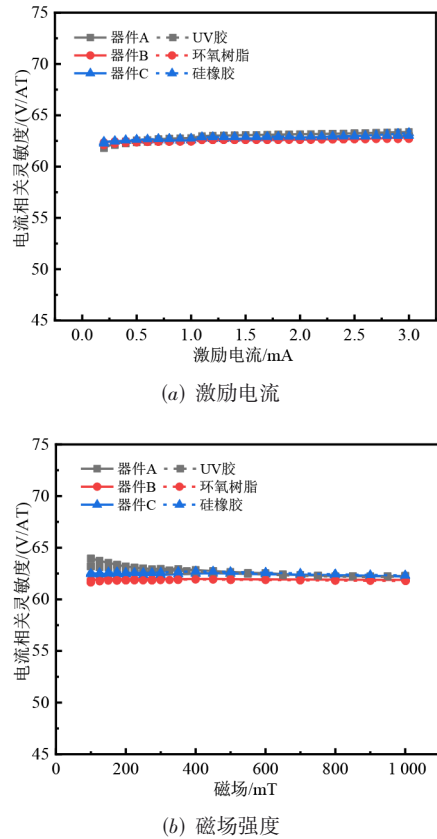 75
70
65
60
55
50
45
电流相关灵敏度/(V/AT)
器件A UV胶
器件B 环氧树脂
器件C 硅橡胶
0.0 0.5 1.0 1.5 2.0 2.5 3.0
激励电流/mA
(a) 激励电流
75
70
65
60
55
50
45
电流相关灵敏度/(V/AT)
器件A UV胶
器件B 环氧树脂
器件C 硅橡胶
0 200 400 600 800 1 000
磁场/mT
(b) 磁场强度